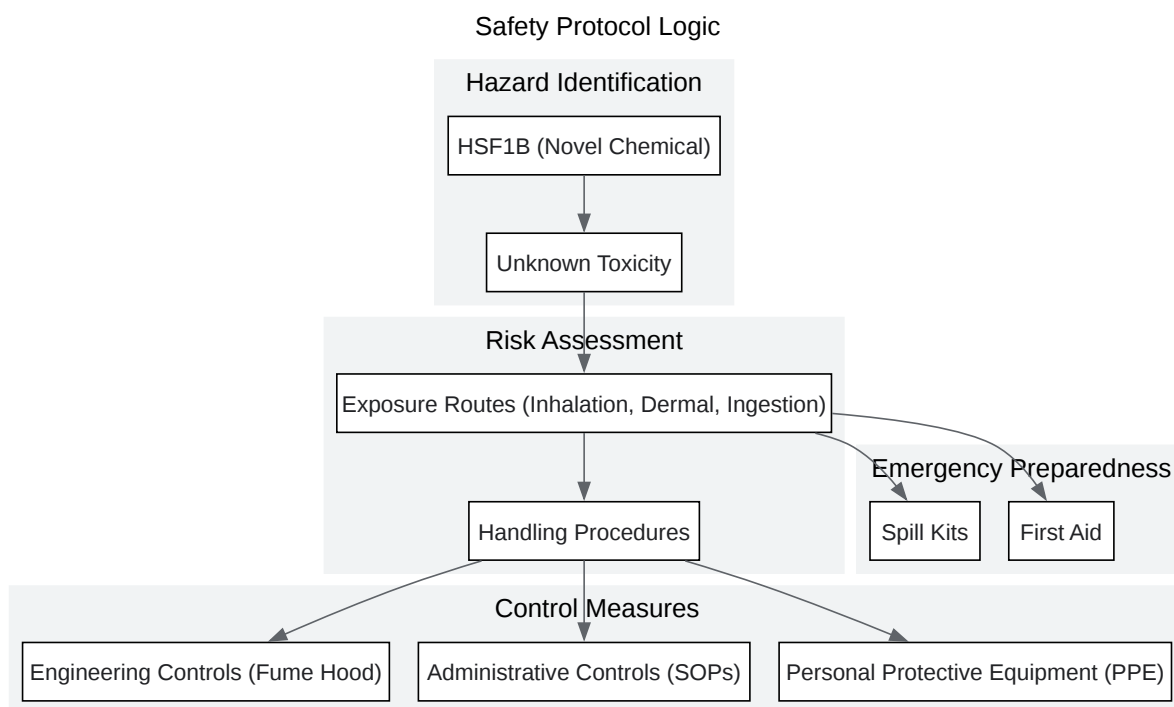 Safety Protocol Logic
Hazard Identification
HSF1B (Novel Chemical)
Unknown Toxicity
Risk Assessment
Exposure Routes (Inhalation, Dermal, Ingestion)
Emergency Preparedness
Handling Procedures
Spill Kits
First Aid
Control Measures
Engineering Controls (Fume Hood)
Administrative Controls (SOPs)
Personal Protective Equipment (PPE)